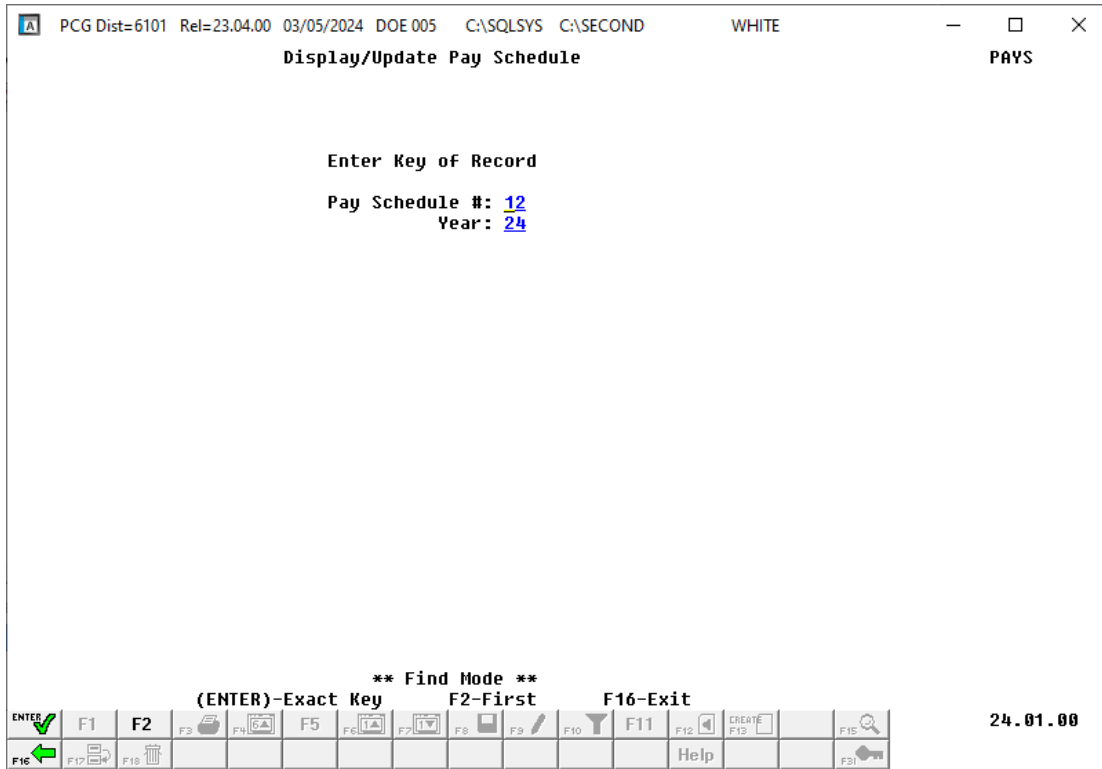 A PCG Dist=6101 Rel=23.04.00 03/05/2024 DOE 005 C:\SQLSYS C:\SECOND WHITE
Display/Update Pay Schedule PAYS
Enter Key of Record
Pay Schedule #: 12
Year: 24
** Find Mode **
(ENTER)-Exact Key F2-First F16-Exit
ENTER F1 F2 F3 F4 6 F5 F6 1 F7 1 F8 F9 F10 F11 F12 CREATE F13 F15 24.01.00
F16 F17 F18 Help F31